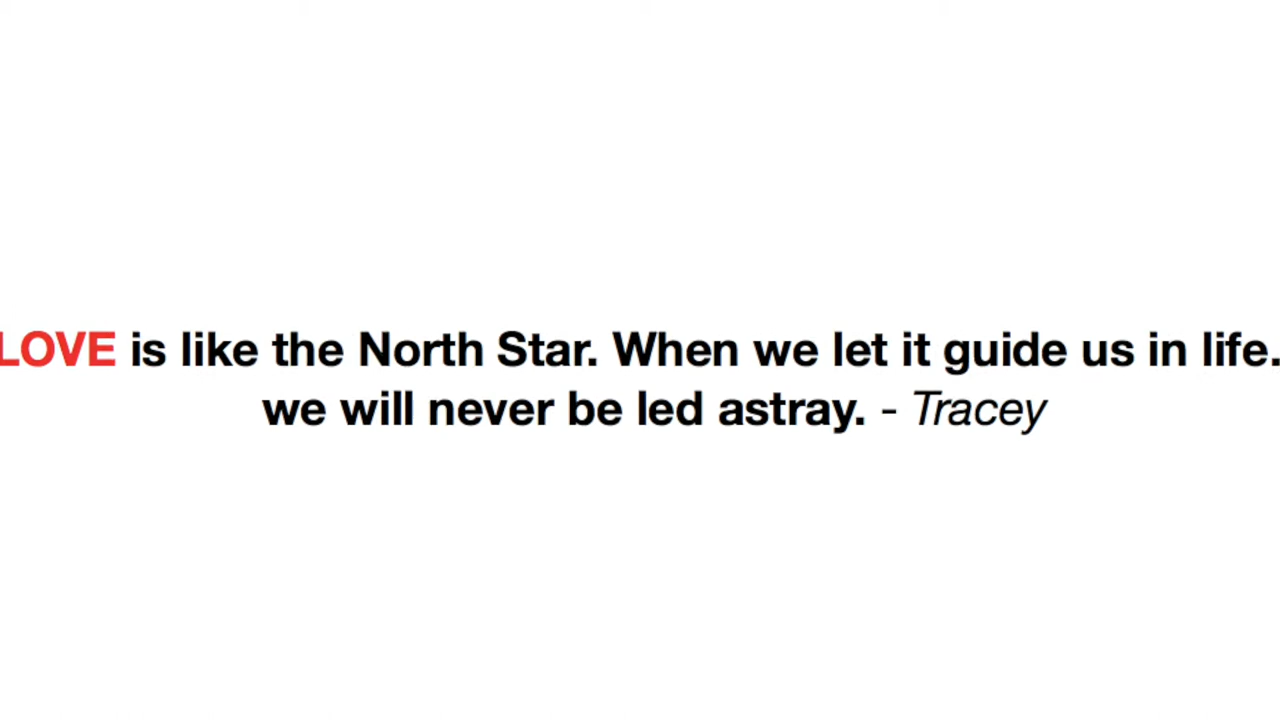 LOVE is like the North Star. When we let it guide us in life.
we will never be led astray. - Tracey